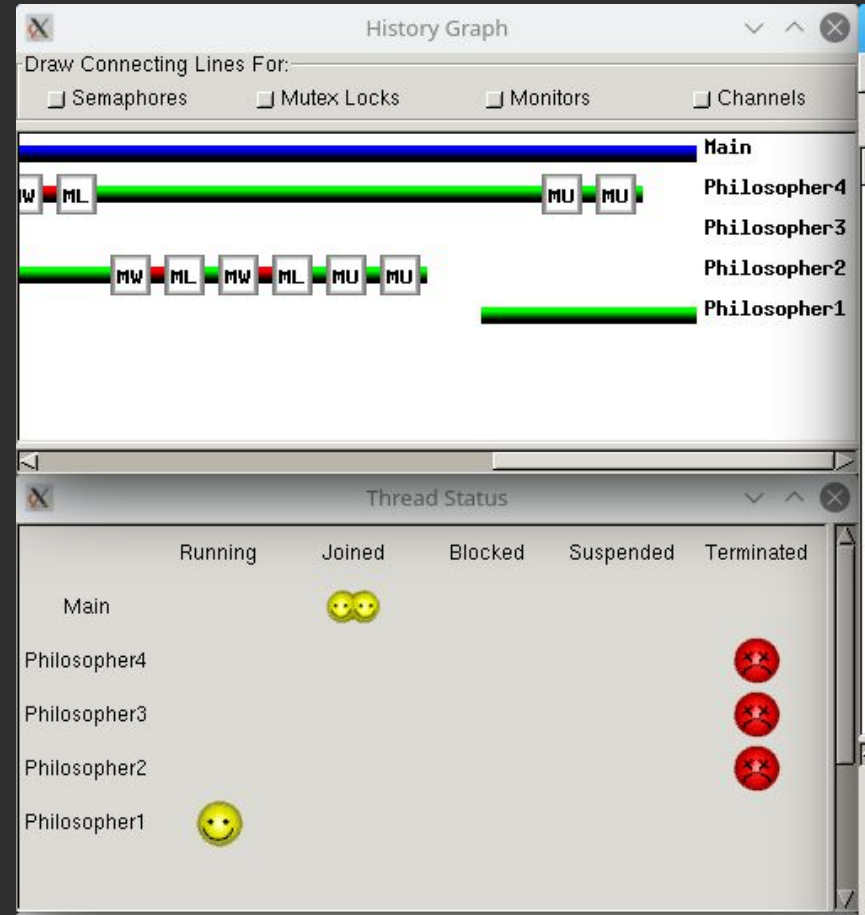 History Graph
Draw Connecting Lines For:
Semaphores Mutex Locks Monitors Channels
Main
MW ML MU MU Philosopher4
Philosopher3
MW ML MW ML MU MU Philosopher2
Philosopher1
Thread Status
Running Joined Blocked Suspended Terminated
Main
Philosopher4
Philosopher3
Philosopher2
Philosopher1